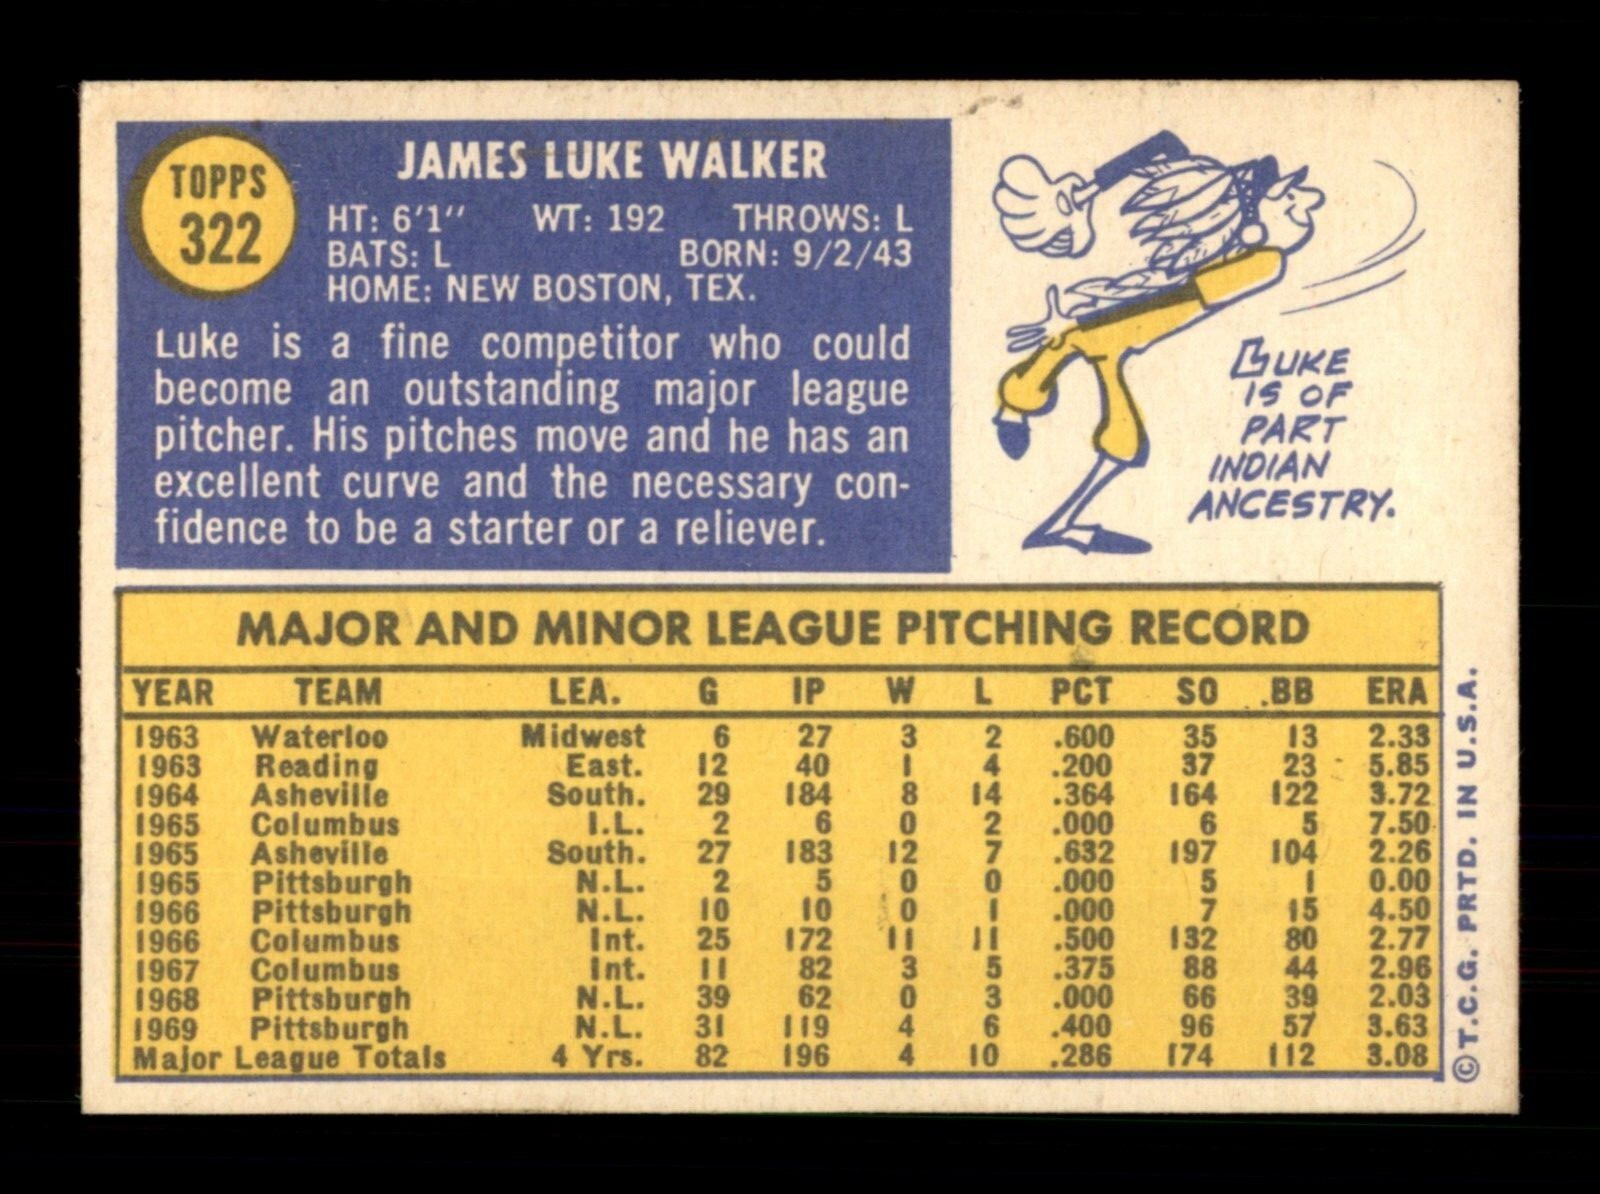 TOPPS
322
JAMES LUKE WALKER
HT: 6'1" WT: 192 THROWS: L
BATS: L BORN: 9/2/43
HOME: NEW BOSTON, TEX.
Luke is a fine competitor who could
become an outstanding major league
pitcher. His pitches move and he has an
excellent curve and the necessary con-
fidence to be a starter or a reliever.
LUKE
IS OF
PART
INDIAN
ANCESTRY.
MAJOR AND MINOR LEAGUE PITCHING RECORD
YEAR TEAM LEA. G IP W L PCT SO BB ERA
1963 Waterloo Midwest 6 27 3 2 .600 35 13 2.33
1963 Reading East. 12 40 1 4 .200 37 23 5.85
1964 Asheville South. 29 184 8 14 .364 164 122 3.72
1965 Columbus I.L. 2 6 0 2 .000 6 5 7.50
1965 Asheville South. 27 183 12 7 .632 197 104 2.26
1965 Pittsburgh N.L. 2 5 0 0 .000 5 1 0.00
1966 Pittsburgh N.L. 10 10 0 1 .000 7 15 4.50
1966 Columbus Int. 25 172 11 11 .500 132 80 2.77
1967 Columbus Int. 11 82 3 5 .375 88 44 2.96
1968 Pittsburgh N.L. 39 62 0 3 .000 66 39 2.03
1969 Pittsburgh N.L. 31 119 4 6 .400 96 57 3.63
Major League Totals 4 Yrs. 82 196 4 10 .286 174 112 3.08
© T.C.G. PRTD. IN U.S.A.